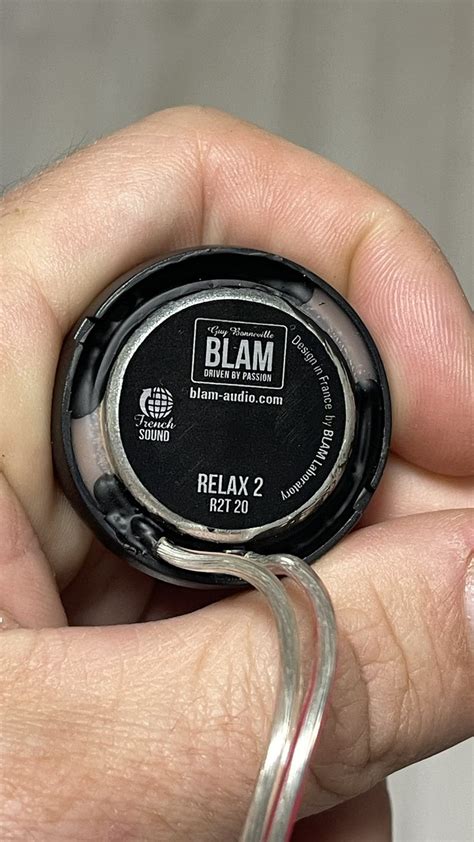 Guy Bonneville
BLAM
DRIVEN BY PASSION
blam-audio.com
French
SOUND
Design in France by BLAM Laboratory
RELAX 2
R2T 20